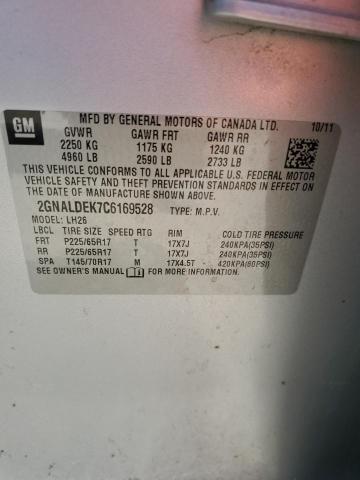 GM
MFD BY GENERAL MOTORS OF CANADA LTD. 10/11
GVWR GAWR FRT GAWR RR
2250 KG 1175 KG 1240 KG
4960 LB 2590 LB 2733 LB
THIS VEHICLE CONFORMS TO ALL APPLICABLE U.S. FEDERAL MOTOR
VEHICLE SAFETY AND THEFT PREVENTION STANDARDS IN EFFECT ON
THE DATE OF MANUFACTURE SHOWN ABOVE.
2GNALDEK7C6169528 TYPE: M.P.V.
MODEL: LH26
LBCL TIRE SIZE SPEED RTG RIM COLD TIRE PRESSURE
FRT P225/65R17 T 17X7J 240KPA(35PSI)
RR P225/65R17 T 17X7J 240KPA(35PSI)
SPA T145/70R17 M 17X4.5T 420KPA(60PSI)
SEE OWNER'S MANUAL FOR ADDITIONAL INFORMATION.